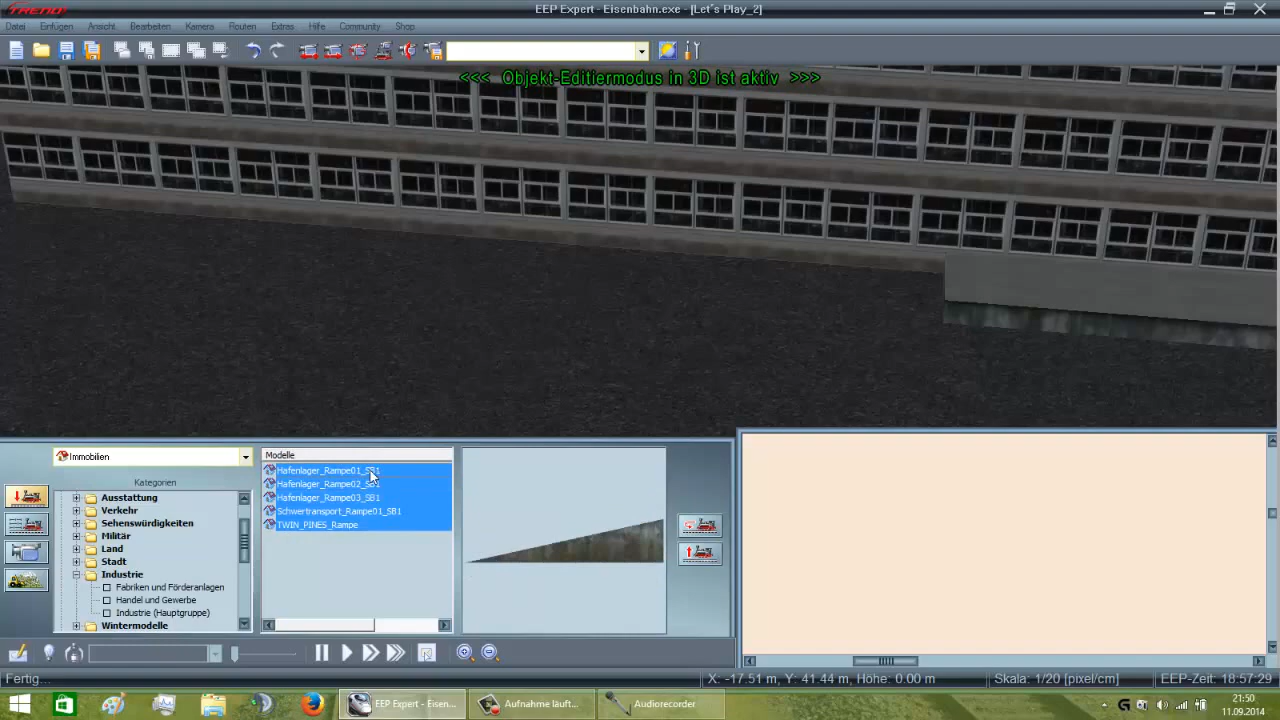 TREND
EEP Expert - Eisenbahn.exe - [Let´s Play_2]
Datei Einfügen Ansicht Bearbeiten Kamera Routen Extras Hilfe Community Shop
<<< Objekt-Editiermodus in 3D ist aktiv >>>
Immobilien
Kategorien
Ausstattung
Verkehr
Sehenswürdigkeiten
Militär
Land
Stadt
Industrie
Fabriken und Förderanlagen
Handel und Gewerbe
Industrie (Hauptgruppe)
Wintermodelle
Modelle
Hafenlager_Rampe01_SB1
Hafenlager_Rampe02_SB1
Hafenlager_Rampe03_SB1
Schwertransport_Rampe01_SB1
TWIN_PINES_Rampe
Fertig...
X: -17.51 m, Y: 41.44 m, Höhe: 0.00 m
Skala: 1/20 [pixel/cm]
EEP-Zeit: 18:57:29
EEP Expert - Eisen...
Aufnahme läuft...
Audiorecorder
21:50
11.09.2014